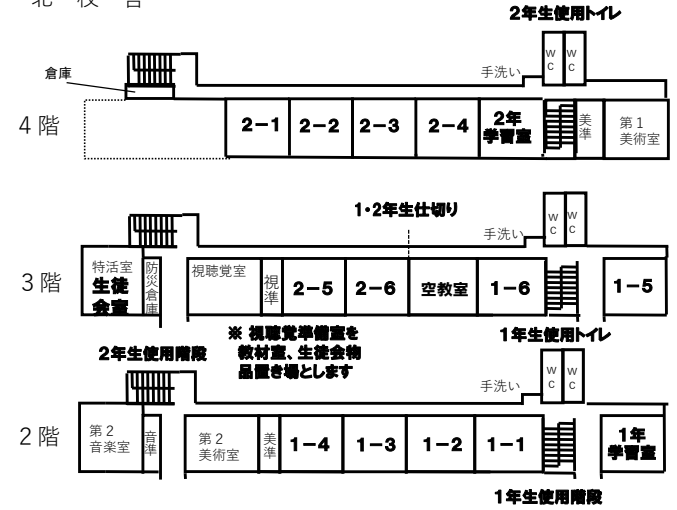 北 校 舎
2年生使用トイレ
wc wc
手洗い
倉庫
4階
2-1 2-2 2-3 2-4 2年学習室 美準 第1美術室
1・2年生仕切り
wc wc
手洗い
3階
特活室 生徒会室 防災倉庫 視聴覚室 視準 2-5 2-6 空教室 1-6 1-5
※ 視聴覚準備室を
教材室、生徒会物
品置き場とします
1年生使用トイレ
2年生使用階段
wc wc
手洗い
2階
第2音楽室 音準 第2美術室 美準 1-4 1-3 1-2 1-1 1年学習室
1年生使用階段